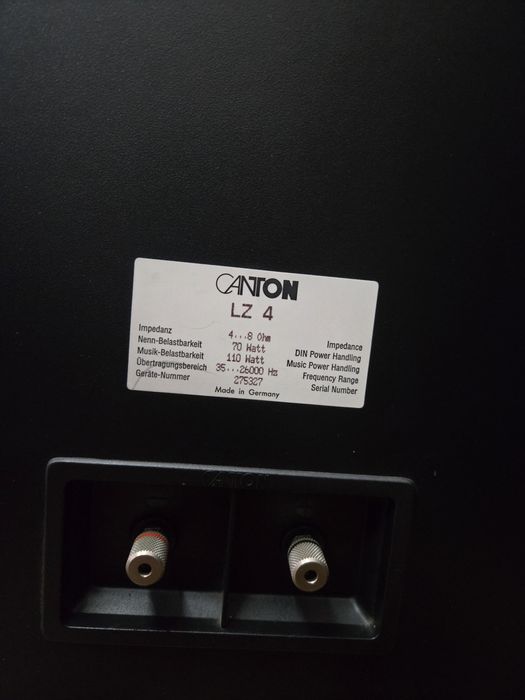 CANTON
LZ 4
Impedanz 4...8 Ohm Impedance
Nenn-Belastbarkeit 70 Watt DIN Power Handling
Musik-Belastbarkeit 110 Watt Music Power Handling
Übertragungsbereich 35...26000 Hz Frequency Range
Geräte-Nummer 275327 Serial Number
Made in Germany
CANTON